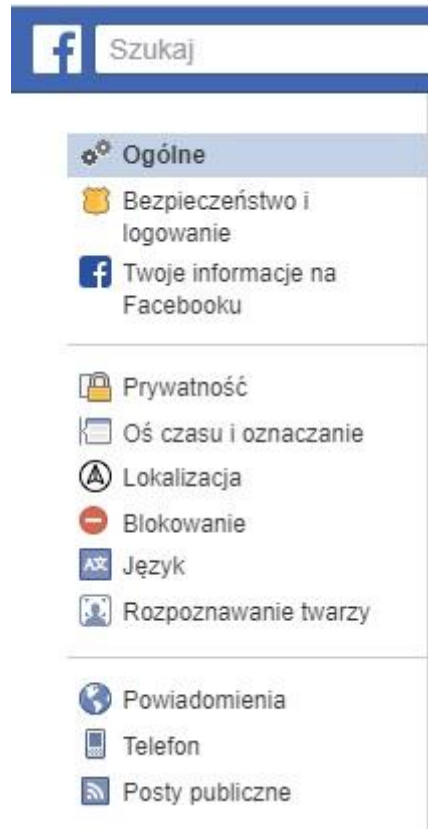 Szukaj
Ogólne
Bezpieczeństwo i
logowanie
Twoje informacje na
Facebooku
Prywatność
Oś czasu i oznaczanie
Lokalizacja
Blokowanie
Język
Rozpoznawanie twarzy
Powiadomienia
Telefon
Posty publiczne